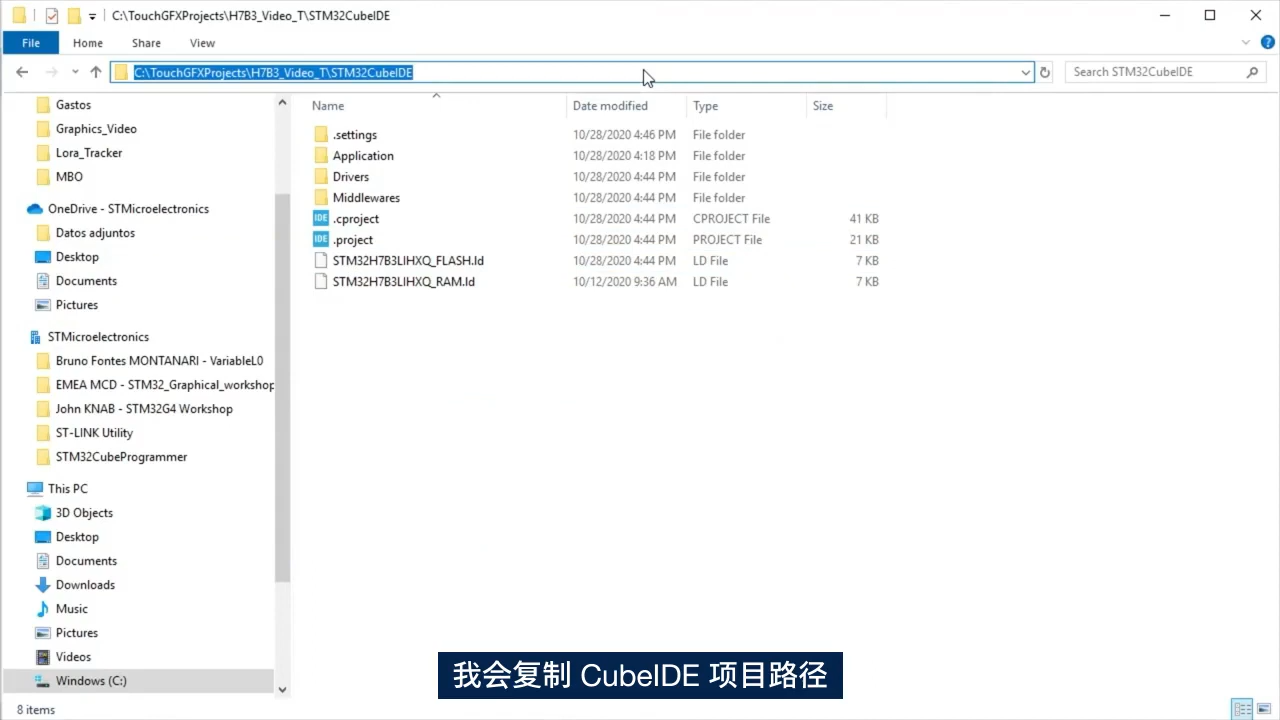 C:\TouchGFXProjects\H7B3_Video_T\STM32CubeIDE
File Home Share View
C:\TouchGFXProjects\H7B3_Video_T\STM32CubeIDE
Search STM32CubeIDE
Gastos
Graphics_Video
Lora_Tracker
MBO
OneDrive - STMicroelectronics
Datos adjuntos
Desktop
Documents
Pictures
STMicroelectronics
Bruno Fontes MONTANARI - VariableL0
EMEA MCD - STM32_Graphical_workshop
John KNAB - STM32G4 Workshop
ST-LINK Utility
STM32CubeProgrammer
This PC
3D Objects
Desktop
Documents
Downloads
Music
Pictures
Videos
Windows (C:)
Name Date modified Type Size
.settings 10/28/2020 4:46 PM File folder
Application 10/28/2020 4:18 PM File folder
Drivers 10/28/2020 4:44 PM File folder
Middlewares 10/28/2020 4:44 PM File folder
IDE .cproject 10/28/2020 4:44 PM CPROJECT File 41 KB
IDE .project 10/28/2020 4:44 PM PROJECT File 21 KB
STM32H7B3LIHXQ_FLASH.ld 10/28/2020 4:44 PM LD File 7 KB
STM32H7B3LIHXQ_RAM.ld 10/12/2020 9:36 AM LD File 7 KB
我会复制 CubeIDE 项目路径
8 items